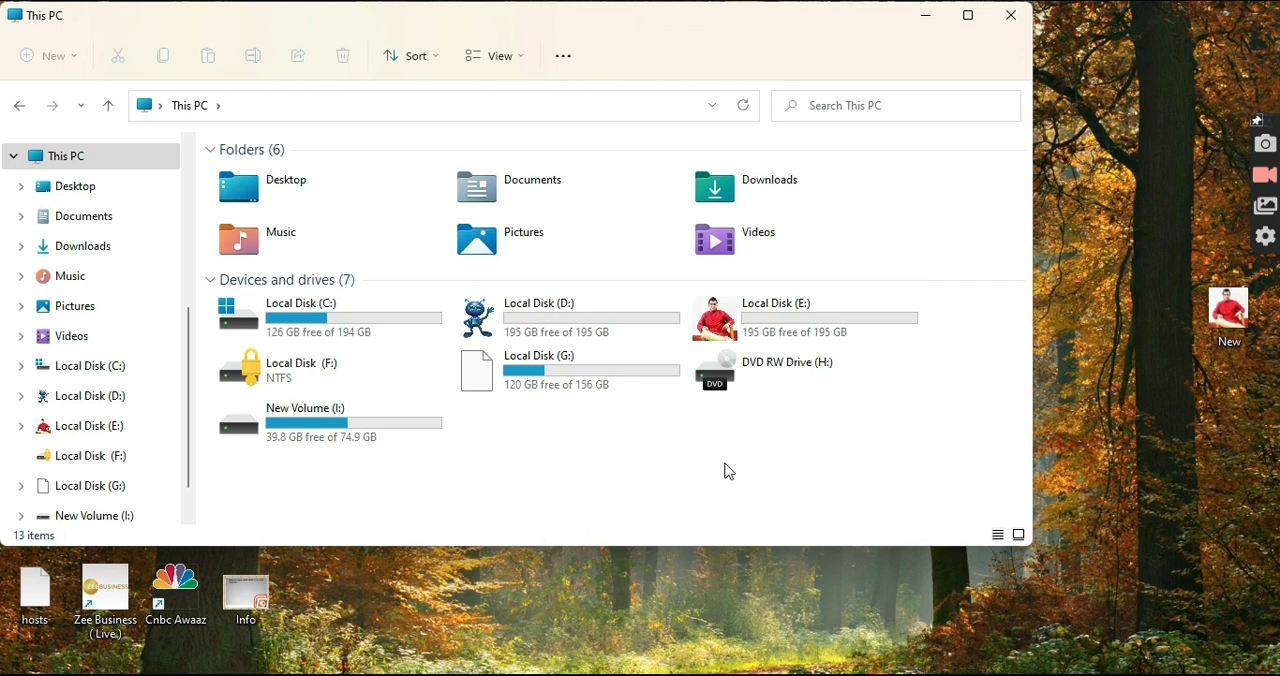 This PC
New
Sort
View
This PC
Search This PC
This PC
Desktop
Documents
Downloads
Music
Pictures
Videos
Local Disk (C:)
Local Disk (D:)
Local Disk (E:)
Local Disk (F:)
Local Disk (G:)
New Volume (I:)
Folders (6)
Desktop
Documents
Downloads
Music
Pictures
Videos
Devices and drives (7)
Local Disk (C:)
126 GB free of 194 GB
Local Disk (D:)
195 GB free of 195 GB
Local Disk (E:)
195 GB free of 195 GB
Local Disk (F:)
NTFS
Local Disk (G:)
120 GB free of 156 GB
DVD
DVD RW Drive (H:)
New Volume (I:)
39.8 GB free of 74.9 GB
13 items
New
hosts
ZEE BUSINESS
Zee Business
( Live,)
Cnbc Awaaz
Info